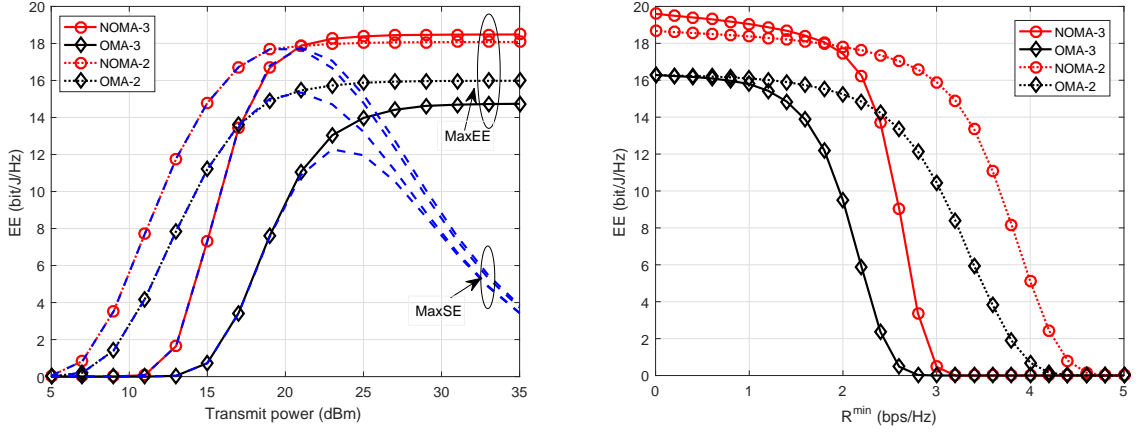 NOMA-3
OMA-3
NOMA-2
OMA-2
MaxEE
MaxSE
20
18
16
14
12
10
8
6
4
2
0
EE (bit/J/Hz)
5 10 15 20 25 30 35
Transmit power (dBm)
NOMA-3
OMA-3
NOMA-2
OMA-2
20
18
16
14
12
10
8
6
4
2
0
EE (bit/J/Hz)
0 1 2 3 4 5
R^min (bps/Hz)